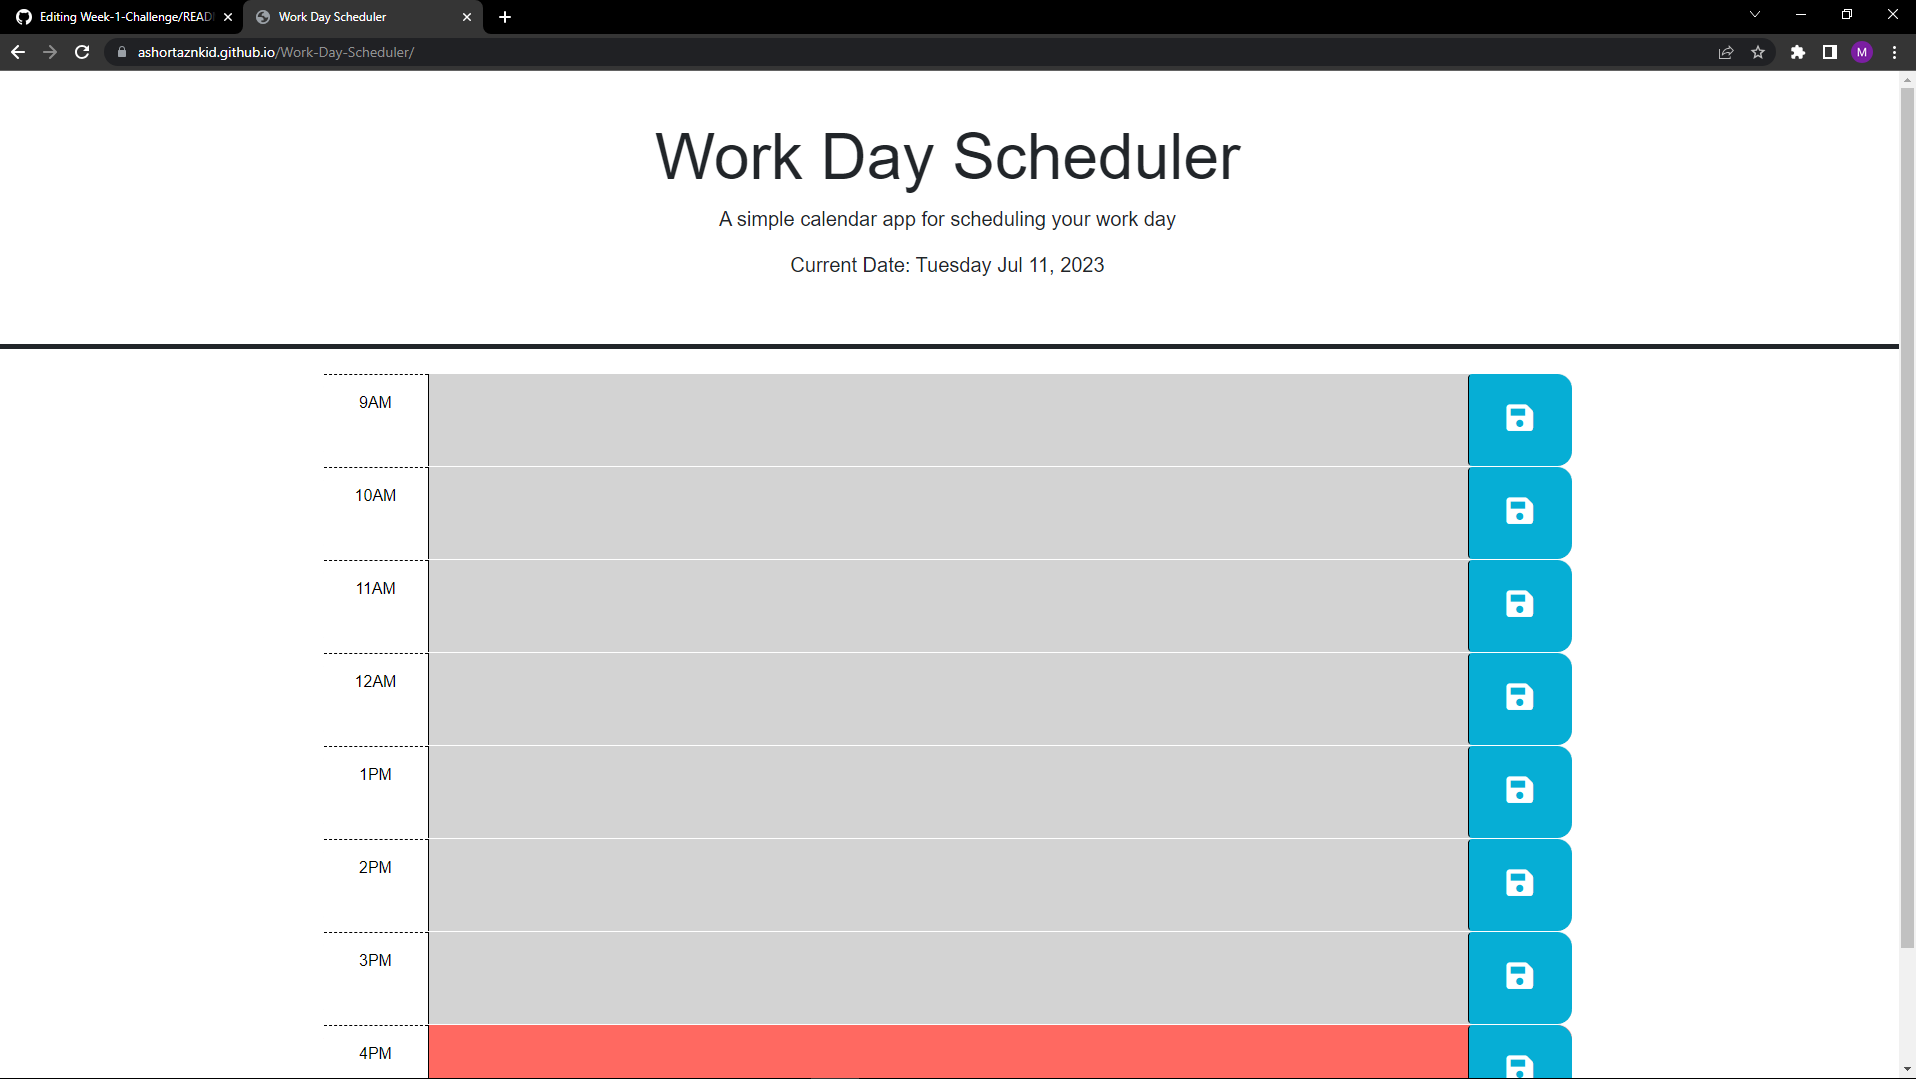 Editing Week-1-Challenge/READ
Work Day Scheduler
ashortaznkid.github.io/Work-Day-Scheduler/
M
Work Day Scheduler
A simple calendar app for scheduling your work day
Current Date: Tuesday Jul 11, 2023
9AM
10AM
11AM
12AM
1PM
2PM
3PM
4PM